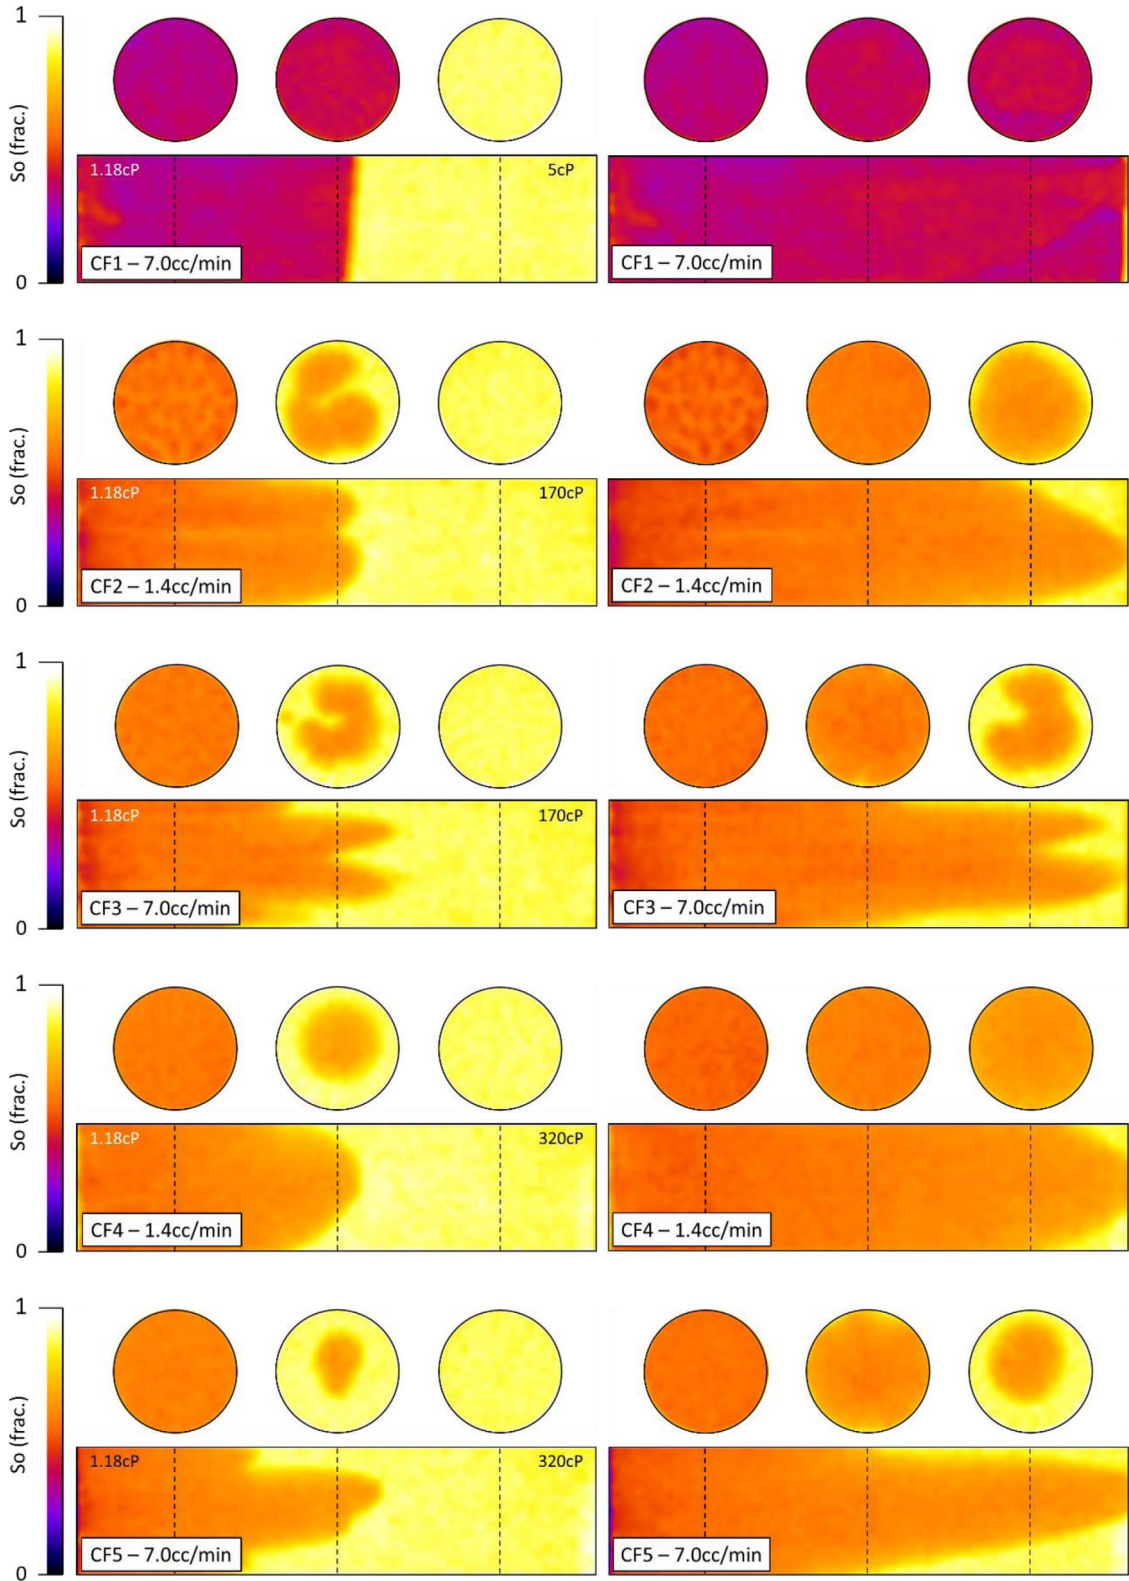 1
So (frac.)
0
1.18cP 5cP
CF1 – 7.0cc/min
CF1 – 7.0cc/min
1
So (frac.)
0
1.18cP 170cP
CF2 – 1.4cc/min
CF2 – 1.4cc/min
1
So (frac.)
0
1.18cP 170cP
CF3 – 7.0cc/min
CF3 – 7.0cc/min
1
So (frac.)
0
1.18cP 320cP
CF4 – 1.4cc/min
CF4 – 1.4cc/min
1
So (frac.)
0
1.18cP 320cP
CF5 – 7.0cc/min
CF5 – 7.0cc/min